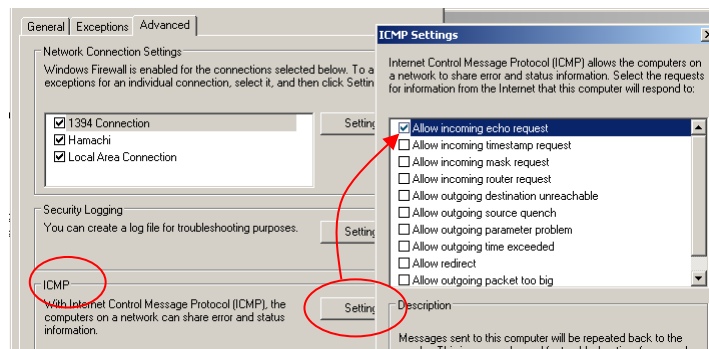 General Exceptions Advanced
Network Connection Settings
Windows Firewall is enabled for the connections selected below. To a
exceptions for an individual connection, select it, and then click Settin
1394 Connection
Hamachi
Local Area Connection
Setting
Security Logging
You can create a log file for troubleshooting purposes.
Setting
ICMP
With Internet Control Message Protocol (ICMP), the
computers on a network can share error and status
information.
Setting
ICMP Settings
Internet Control Message Protocol (ICMP) allows the computers on
a network to share error and status information. Select the requests
for information from the Internet that this computer will respond to:
Allow incoming echo request
Allow incoming timestamp request
Allow incoming mask request
Allow incoming router request
Allow outgoing destination unreachable
Allow outgoing source quench
Allow outgoing parameter problem
Allow outgoing time exceeded
Allow redirect
Allow outgoing packet too big
Description
Messages sent to this computer will be repeated back to the